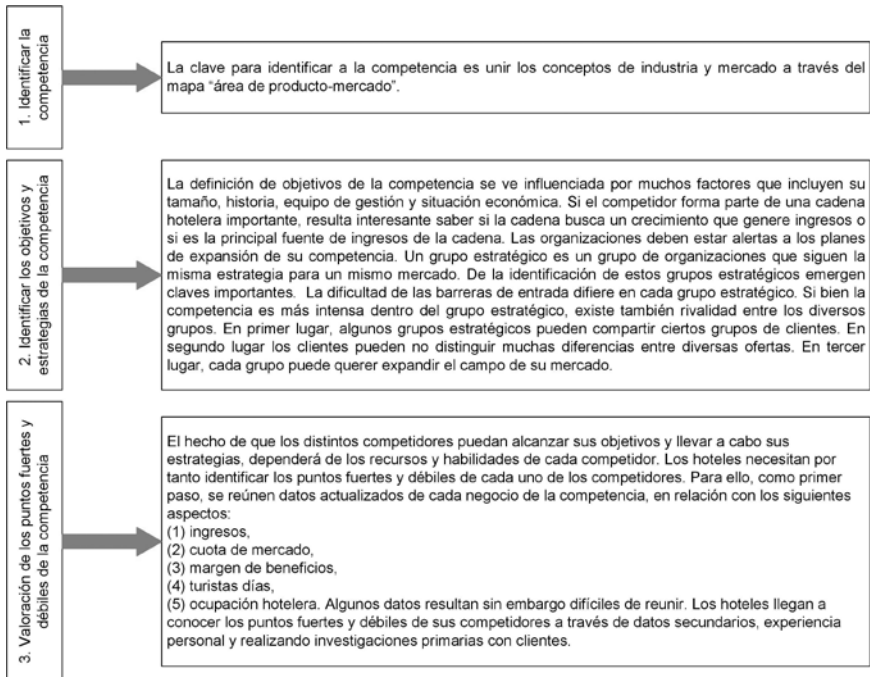 1. Identificar la
competencia
La clave para identificar a la competencia es unir los conceptos de industria y mercado a través del
mapa “área de producto-mercado”.
2. Identificar los objetivos y
estrategias de la competencia
La definición de objetivos de la competencia se ve influenciada por muchos factores que incluyen su
tamaño, historia, equipo de gestión y situación económica. Si el competidor forma parte de una cadena
hotelera importante, resulta interesante saber si la cadena busca un crecimiento que genere ingresos o
si es la principal fuente de ingresos de la cadena. Las organizaciones deben estar alertas a los planes
de expansión de su competencia. Un grupo estratégico es un grupo de organizaciones que siguen la
misma estrategia para un mismo mercado. De la identificación de estos grupos estratégicos emergen
claves importantes. La dificultad de las barreras de entrada difiere en cada grupo estratégico. Si bien la
competencia es más intensa dentro del grupo estratégico, existe también rivalidad entre los diversos
grupos. En primer lugar, algunos grupos estratégicos pueden compartir ciertos grupos de clientes. En
segundo lugar los clientes pueden no distinguir muchas diferencias entre diversas ofertas. En tercer
lugar, cada grupo puede querer expandir el campo de su mercado.
3. Valoración de los puntos fuertes y
débiles de la competencia
El hecho de que los distintos competidores puedan alcanzar sus objetivos y llevar a cabo sus
estrategias, dependerá de los recursos y habilidades de cada competidor. Los hoteles necesitan por
tanto identificar los puntos fuertes y débiles de cada uno de los competidores. Para ello, como primer
paso, se reúnen datos actualizados de cada negocio de la competencia, en relación con los siguientes
aspectos:
(1) ingresos,
(2) cuota de mercado,
(3) margen de beneficios,
(4) turistas días,
(5) ocupación hotelera. Algunos datos resultan sin embargo difíciles de reunir. Los hoteles llegan a
conocer los puntos fuertes y débiles de sus competidores a través de datos secundarios, experiencia
personal y realizando investigaciones primarias con clientes.